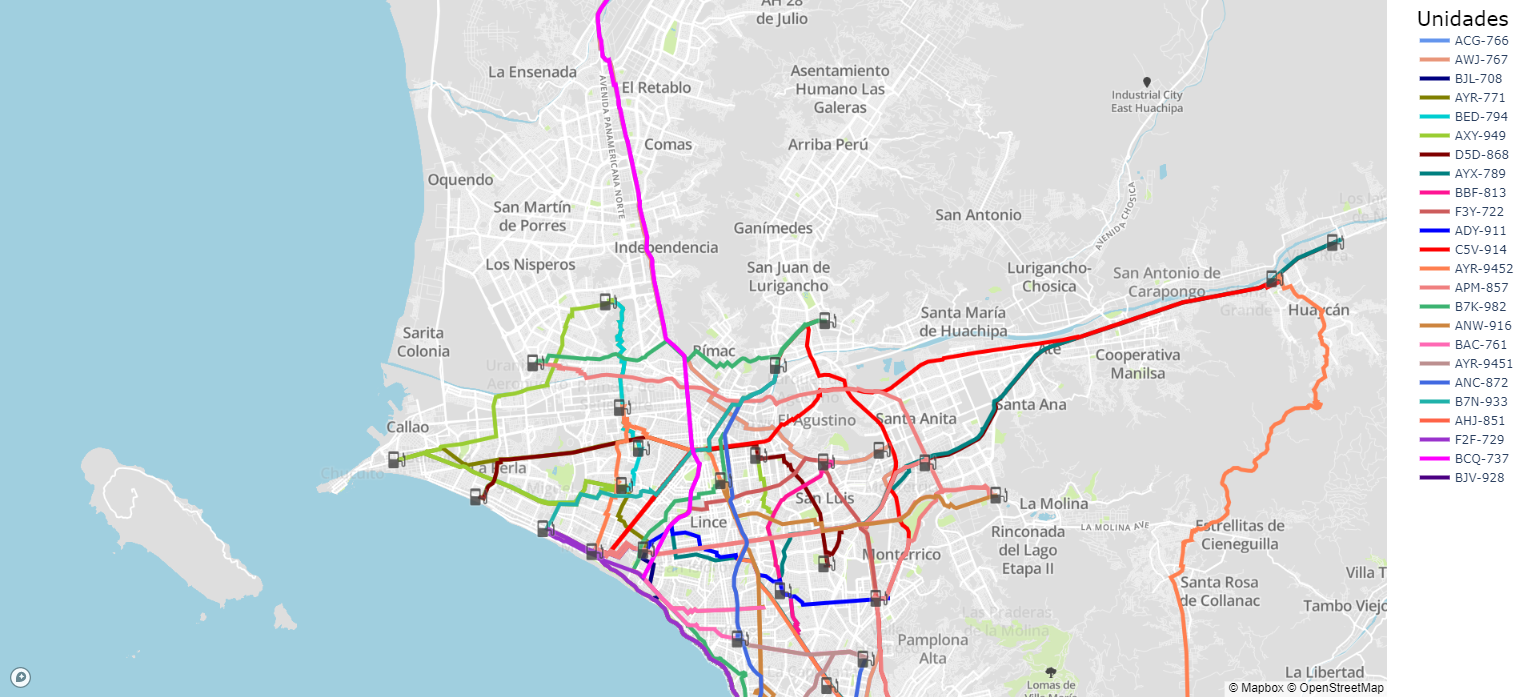 AH 28
de Julio
La Ensenada
El Retablo
Asentamiento
Humano Las
Galeras
Industrial City
East Huachipa
AVENIDA PANAMERICANA NORTE
Comas
Arriba Perú
Oquendo
San Martín
de Porres
San Antonio
AVENIDA CHOSICA
Ganímedes
Independencia
Los Nisperos
San Juan de
Lurigancho
Lurigancho-
Chosica
San Antonio de
Carapongo
Huaycán
Santa María
de Huachipa
Sarita
Colonia
Rímac
Ate
Cooperativa
Manilsa
Callao
El Agustino
Santa Anita
Santa Ana
La Perla
San Luis
La Molina
LA MOLINA AVE
Lince
Rinconada
del Lago
Etapa II
Estrellitas de
Cieneguilla
Monterrico
Santa Rosa
de Collanac
Villa T
Tambo Viejo
Las Praderas
de la Molina
Pamplona
Alta
La Libertad
Lomas de
© Mapbox © OpenStreetMap
Unidades
ACG-766
AWJ-767
BJL-708
AYR-771
BED-794
AXY-949
D5D-868
AYX-789
BBF-813
F3Y-722
ADY-911
C5V-914
AYR-9452
APM-857
B7K-982
ANW-916
BAC-761
AYR-9451
ANC-872
B7N-933
AHJ-851
F2F-729
BCQ-737
BJV-928